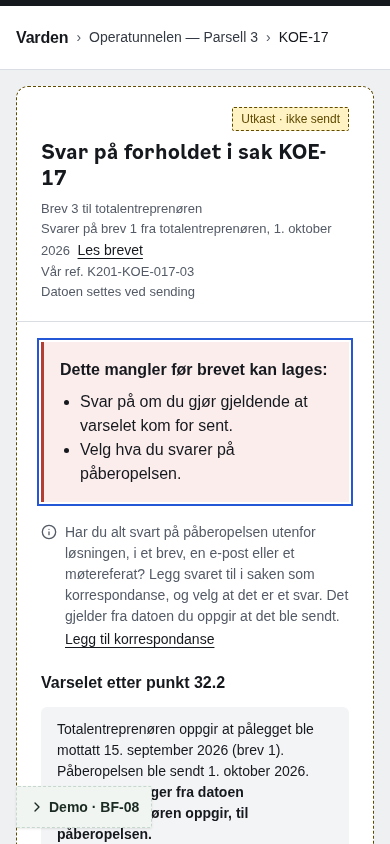 Varden › Operatunnelen — Parsell 3 › KOE-17
Utkast · ikke sendt
Svar på forholdet i sak KOE-
17
Brev 3 til totalentreprenøren
Svarer på brev 1 fra totalentreprenøren, 1. oktober
2026 Les brevet
Vår ref. K201-KOE-017-03
Datoen settes ved sending
Dette mangler før brevet kan lages:
• Svar på om du gjør gjeldende at
varselet kom for sent.
• Velg hva du svarer på
påberopelsen.
Har du alt svart på påberopelsen utenfor
løsningen, i et brev, en e-post eller et
møtereferat? Legg svaret til i saken som
korrespondanse, og velg at det er et svar. Det
gjelder fra datoen du oppgir at det ble sendt.
Legg til korrespondanse
Varselet etter punkt 32.2
Totalentreprenøren oppgir at pålegget ble
mottatt 15. september 2026 (brev 1).
Påberopelsen ble sendt 1. oktober 2026.
ger fra datoen
øren oppgir, til
påberopelsen.
Demo · BF-08